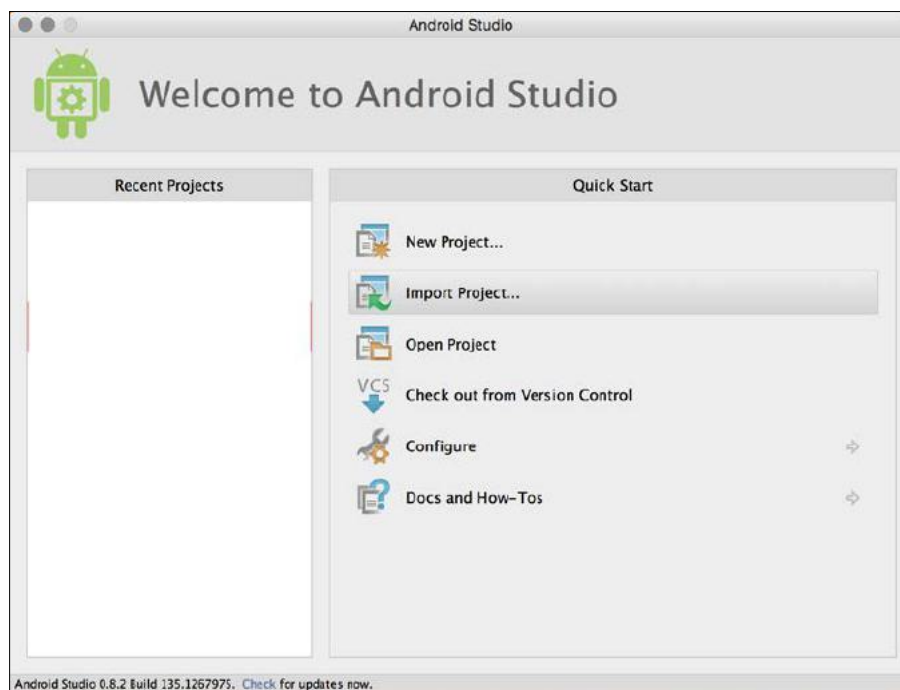 Android Studio
Welcome to Android Studio
Recent Projects
Quick Start
New Project...
Import Project...
Open Project
VCS
Check out from Version Control
Configure
Docs and How-Tos
Android Studio 0.8.2 Build 135.1267975. Check for updates now.